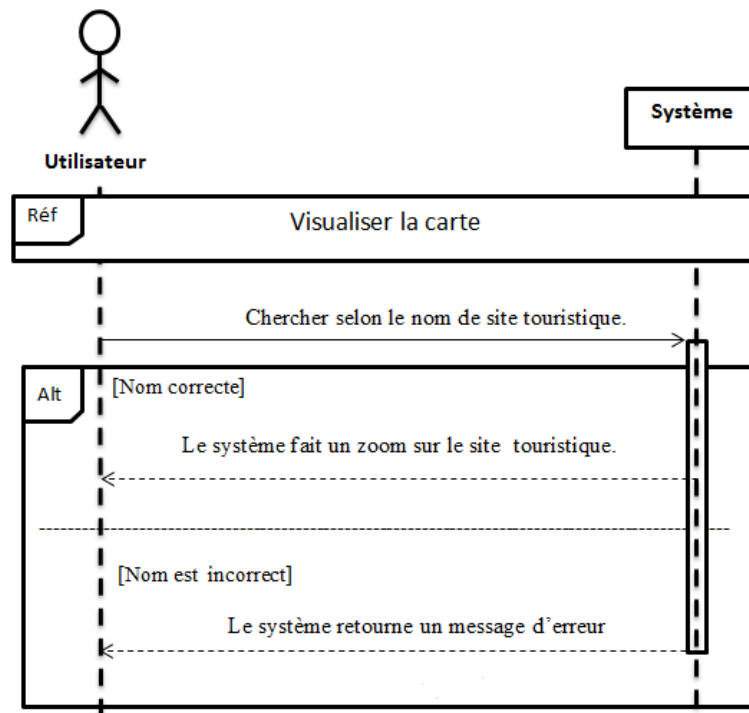 Utilisateur
Système
Réf
Visualiser la carte
Chercher selon le nom de site touristique.
Alt
[Nom correcte]
Le système fait un zoom sur le site touristique.
[Nom est incorrect]
Le système retourne un message d'erreur